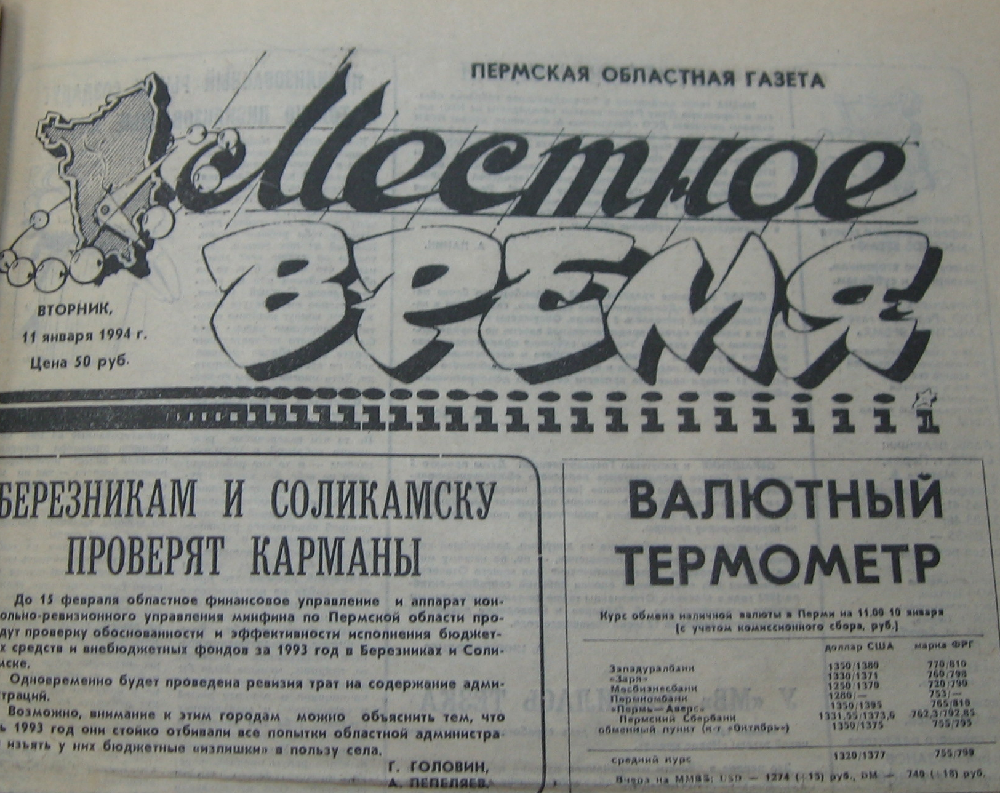 ПЕРМСКАЯ ОБЛАСТНАЯ ГАЗЕТА
Местное
ВРЕМЯ
ВТОРНИК,
11 января 1994 г.
Цена 50 руб.
БЕРЕЗНИКАМ И СОЛИКАМСКУ
ПРОВЕРЯТ КАРМАНЫ
До 15 февраля областное финансовое управление и аппарат кон-
ольно-ревизионного управления минфина по Пермской области про-
дут проверку обоснованности и эффективности исполнения бюджет-
х средств и внебюджетных фондов за 1993 год в Березниках и Соли-
мске.
Одновременно будет проведена ревизия трат на содержание адми-
траций.
Возможно, внимание к этим городам можно объяснить тем, что
ь 1993 год они стойко отбивали все попытки областной администра-
изъять у них бюджетные «излишки» в пользу села.
Г. ГОЛОВИН,
А. ПЕПЕЛЯЕВ.
ВАЛЮТНЫЙ
ТЕРМОМЕТР
Курс обмена наличной валюты в Перми на 11.00 10 января
(с учетом комиссионного сбора, руб.)
доллар США марка ФРГ
Западуралбанк 1350/1380 770/810
«Заря» 1330/1371 760/798
Мосбизнесбанк 1250/1370 720/790
Пермкомбанк 1280/— 753/—
«Пермь—Аверс» 1350/1395 765/810
Пермский Сбербанк 1331,55/1373,6 762,3/792,85
обменный пункт (к-т «Октябрь») 1350/1375 755/795
средний курс 1320/1377 755/799
Вчера на ММВБ: USD — 1274 (+15) руб., DM — 740 (+18) руб.